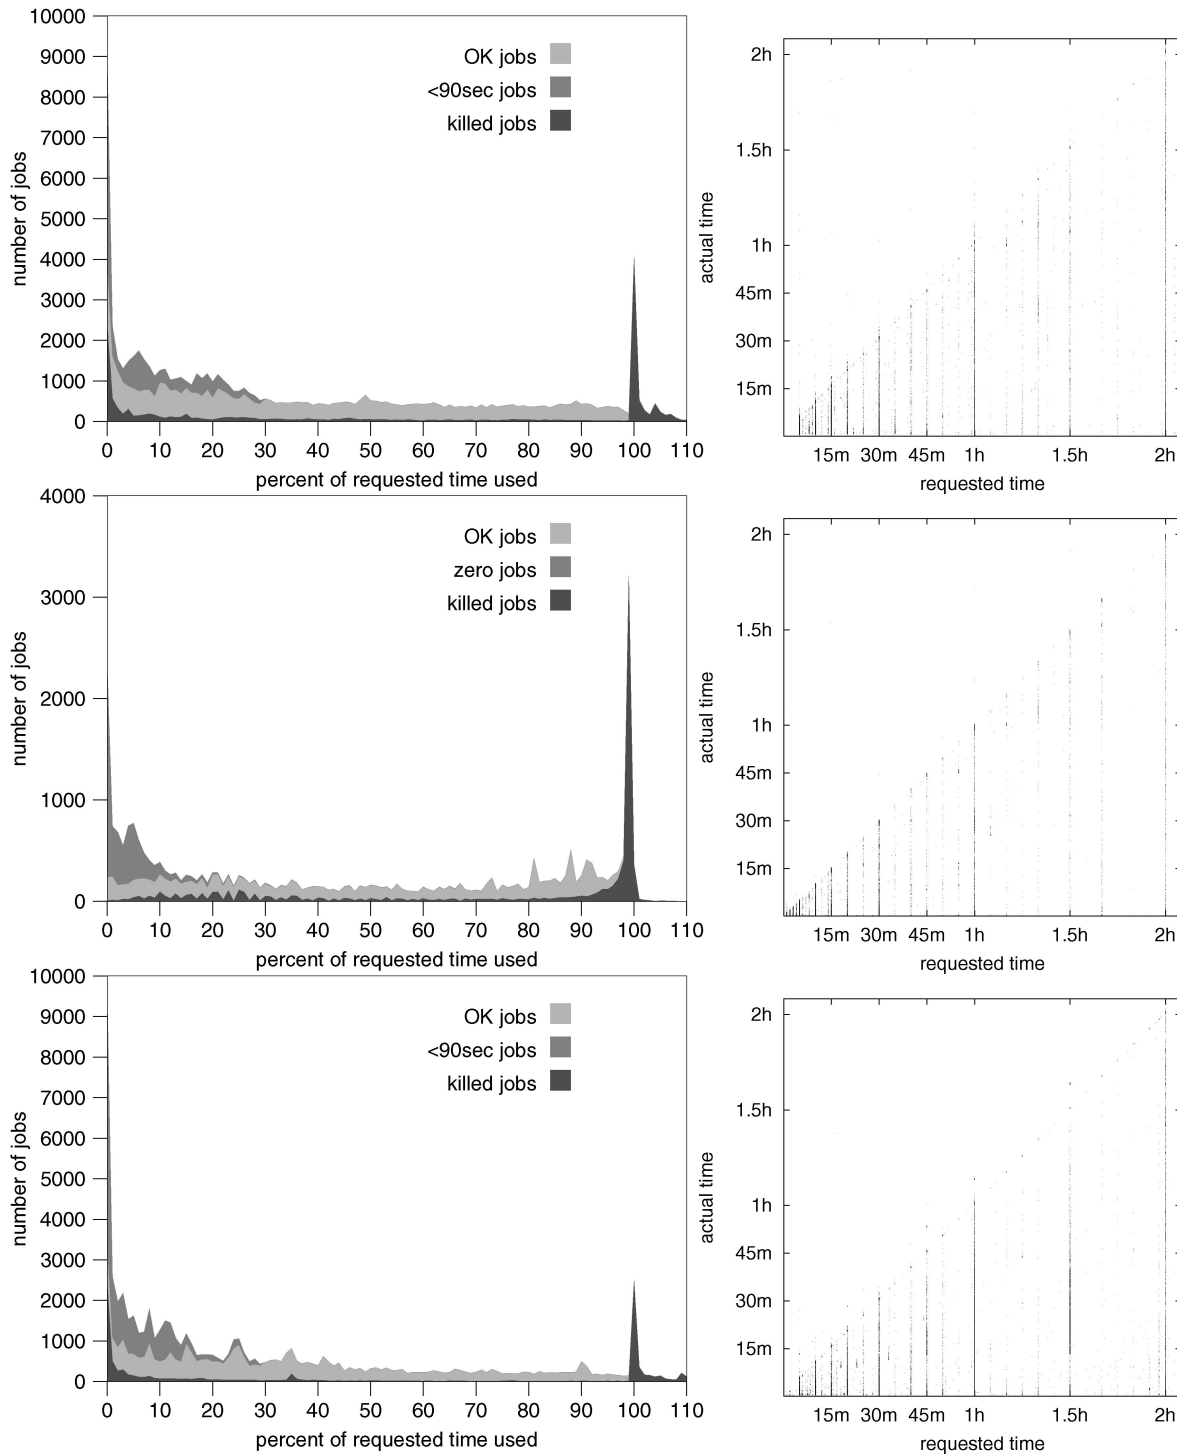 10000
9000
8000
7000
6000
5000
4000
3000
2000
1000
0
number of jobs
OK jobs
<90sec jobs
killed jobs
0 10 20 30 40 50 60 70 80 90 100 110
percent of requested time used
2h
1.5h
1h
45m
30m
15m
actual time
15m 30m 45m 1h 1.5h 2h
requested time
4000
3000
2000
1000
0
number of jobs
OK jobs
zero jobs
killed jobs
0 10 20 30 40 50 60 70 80 90 100 110
percent of requested time used
2h
1.5h
1h
45m
30m
15m
actual time
15m 30m 45m 1h 1.5h 2h
requested time
10000
9000
8000
7000
6000
5000
4000
3000
2000
1000
0
number of jobs
OK jobs
<90sec jobs
killed jobs
0 10 20 30 40 50 60 70 80 90 100 110
percent of requested time used
2h
1.5h
1h
45m
30m
15m
actual time
15m 30m 45m 1h 1.5h 2h
requested time